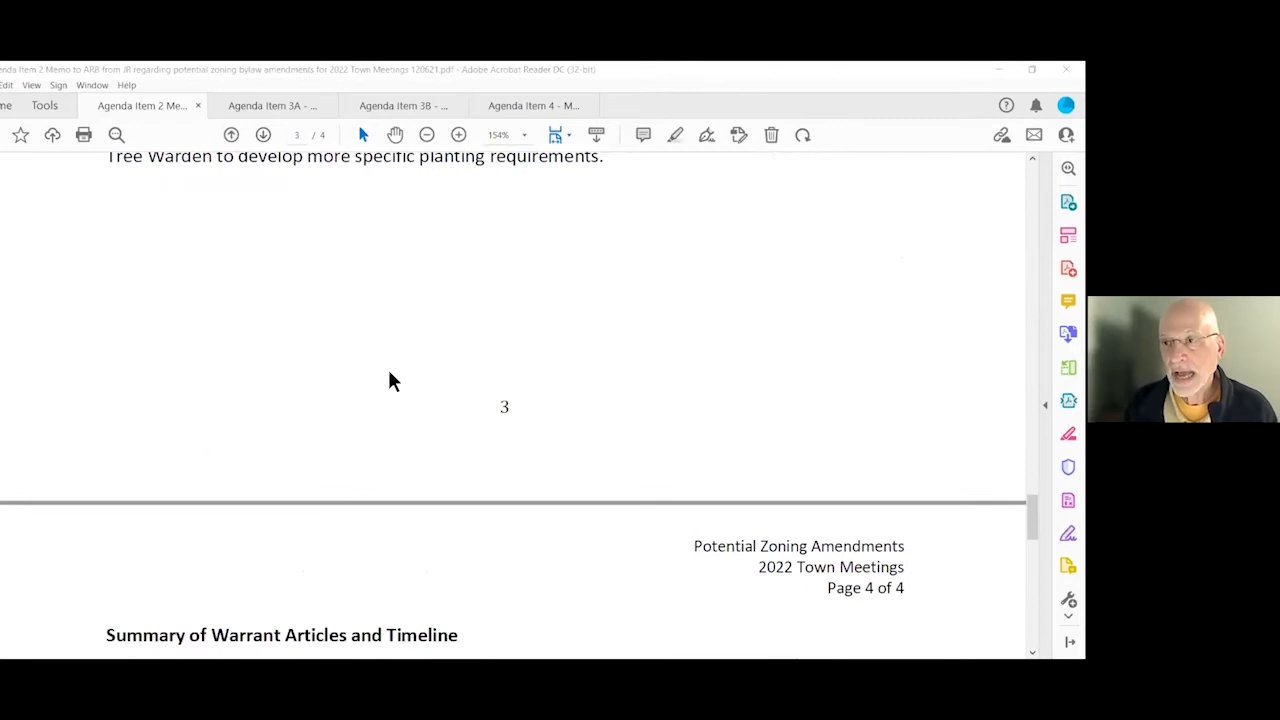 enda Item 2 Memo to ARB from JR regarding potential zoning bylaw amendments for 2022 Town Meetings 120621.pdf - Adobe Acrobat Reader DC (32-bit)
Edit View Sign Window Help
me Tools Agenda Item 2 Me... × Agenda Item 3A - ... Agenda Item 3B - ... Agenda Item 4 - M...
3 / 4 154%
Tree Warden to develop more specific planting requirements.
3
Potential Zoning Amendments
2022 Town Meetings
Page 4 of 4
Summary of Warrant Articles and Timeline